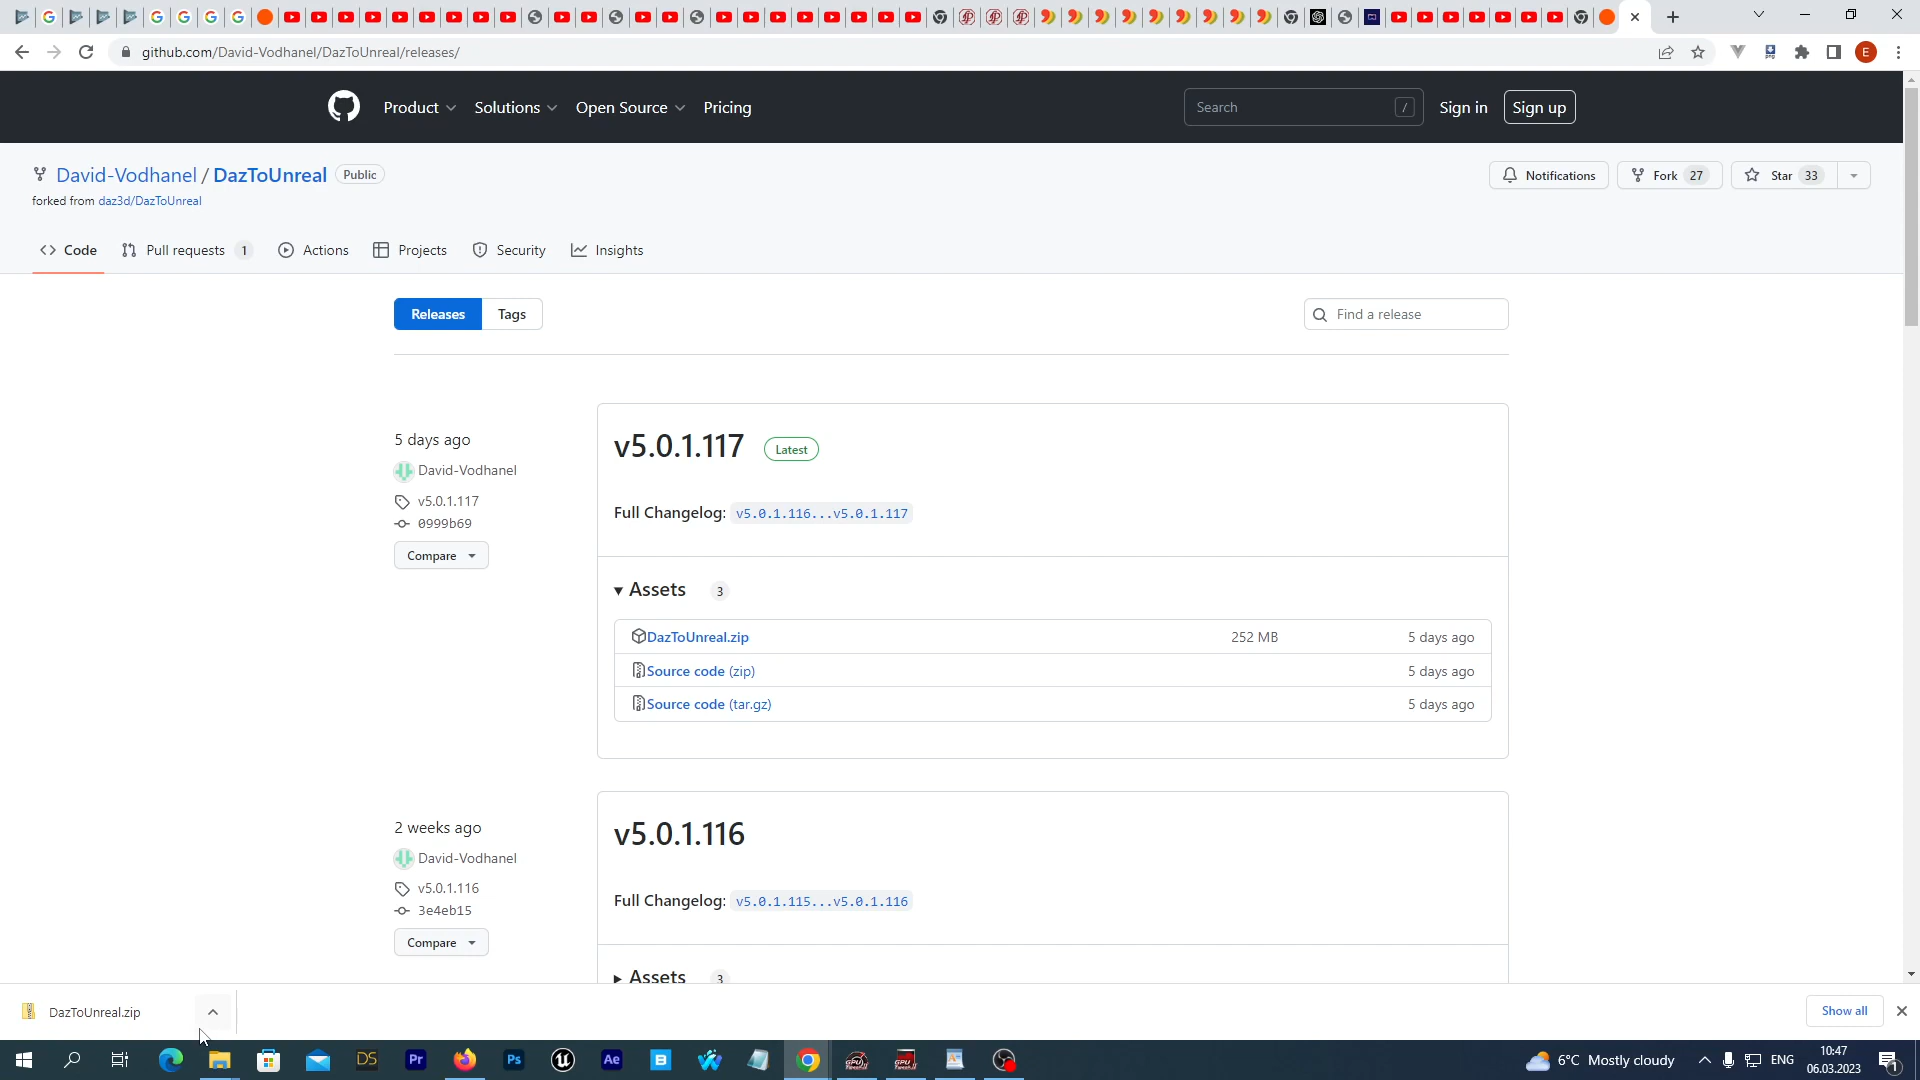 github.com/David-Vodhanel/DazToUnreal/releases/
E
Product Solutions Open Source Pricing
Search /
Sign in Sign up
David-Vodhanel / DazToUnreal Public
Notifications Fork 27 Star 33
forked from daz3d/DazToUnreal
Code Pull requests 1 Actions Projects Security Insights
Releases Tags
Find a release
5 days ago
David-Vodhanel
v5.0.1.117
0999b69
Compare
v5.0.1.117 Latest
Full Changelog: v5.0.1.116...v5.0.1.117
Assets 3
DazToUnreal.zip 252 MB 5 days ago
Source code (zip) 5 days ago
Source code (tar.gz) 5 days ago
2 weeks ago
David-Vodhanel
v5.0.1.116
3e4eb15
Compare
v5.0.1.116
Full Changelog: v5.0.1.115...v5.0.1.116
Assets 3
DazToUnreal.zip
Show all
DS Pr Ps Ae
6°C Mostly cloudy
ENG
10:47
06.03.2023
1